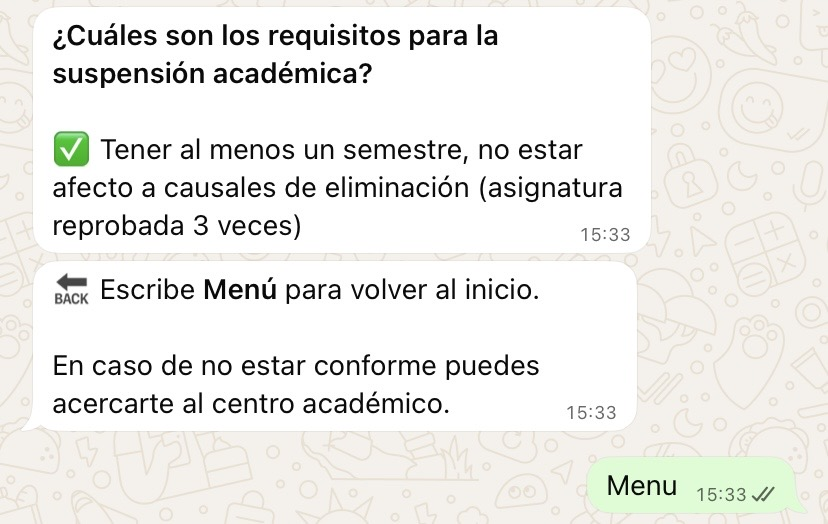 ¿Cuáles son los requisitos para la
suspensión académica?
✅ Tener al menos un semestre, no estar
afecto a causales de eliminación (asignatura
reprobada 3 veces)
15:33
🔙 Escribe Menú para volver al inicio.
En caso de no estar conforme puedes
acercarte al centro académico.
15:33
Menu 15:33